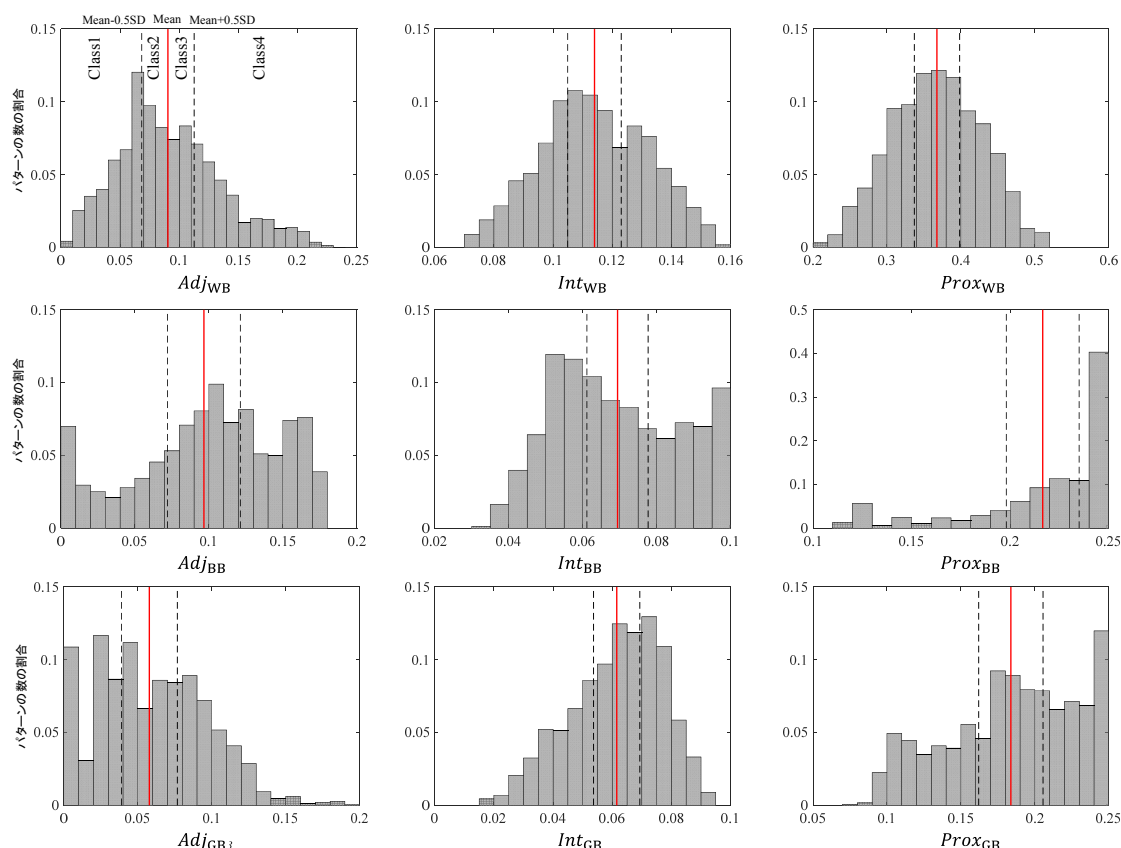 Mean-0.5SD Mean Mean+0.5SD
Class1 Class2 Class3 Class4
パターンの数の割合
0.15 0.1 0.05 0
0 0.05 0.1 0.15 0.2 0.25
Adj_WB
0.15 0.1 0.05 0
0.06 0.08 0.1 0.12 0.14 0.16
Int_WB
0.15 0.1 0.05 0
0.2 0.3 0.4 0.5 0.6
Prox_WB
パターンの数の割合
0.15 0.1 0.05 0
0 0.05 0.1 0.15 0.2
Adj_BB
0.15 0.1 0.05 0
0.02 0.04 0.06 0.08 0.1
Int_BB
0.5 0.4 0.3 0.2 0.1 0
0.1 0.15 0.2 0.25
Prox_BB
パターンの数の割合
0.15 0.1 0.05 0
0 0.05 0.1 0.15 0.2
Adj_GB
0.15 0.1 0.05 0
0 0.02 0.04 0.06 0.08 0.1
Int_GB
0.15 0.1 0.05 0
0.05 0.1 0.15 0.2 0.25
Prox_GB